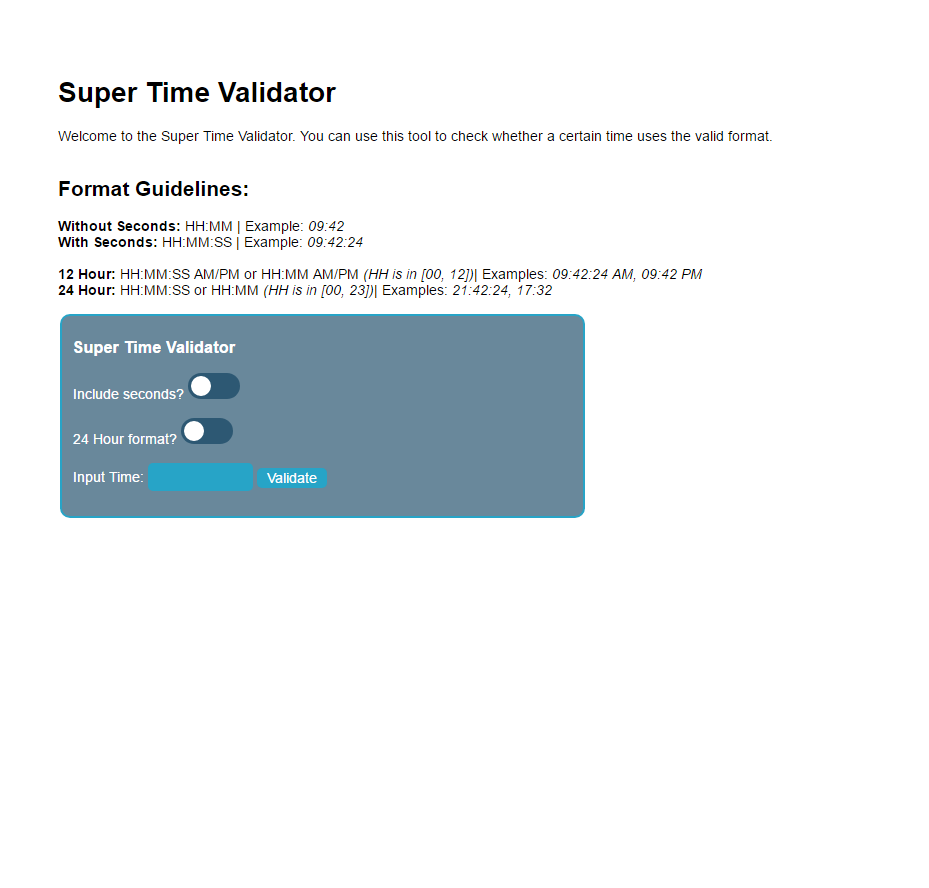 Super Time Validator
Welcome to the Super Time Validator. You can use this tool to check whether a certain time uses the valid format.
Format Guidelines:
Without Seconds: HH:MM | Example: 09:42
With Seconds: HH:MM:SS | Example: 09:42:24
12 Hour: HH:MM:SS AM/PM or HH:MM AM/PM (HH is in [00, 12])| Examples: 09:42:24 AM, 09:42 PM
24 Hour: HH:MM:SS or HH:MM (HH is in [00, 23])| Examples: 21:42:24, 17:32
Super Time Validator
Include seconds?
24 Hour format?
Input Time: Validate